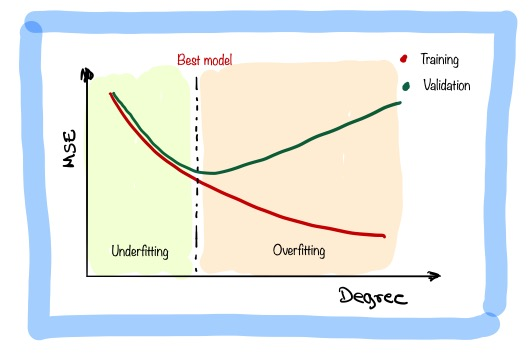 Best model
Training
Validation
MSE
Underfitting
Overfitting
Degree